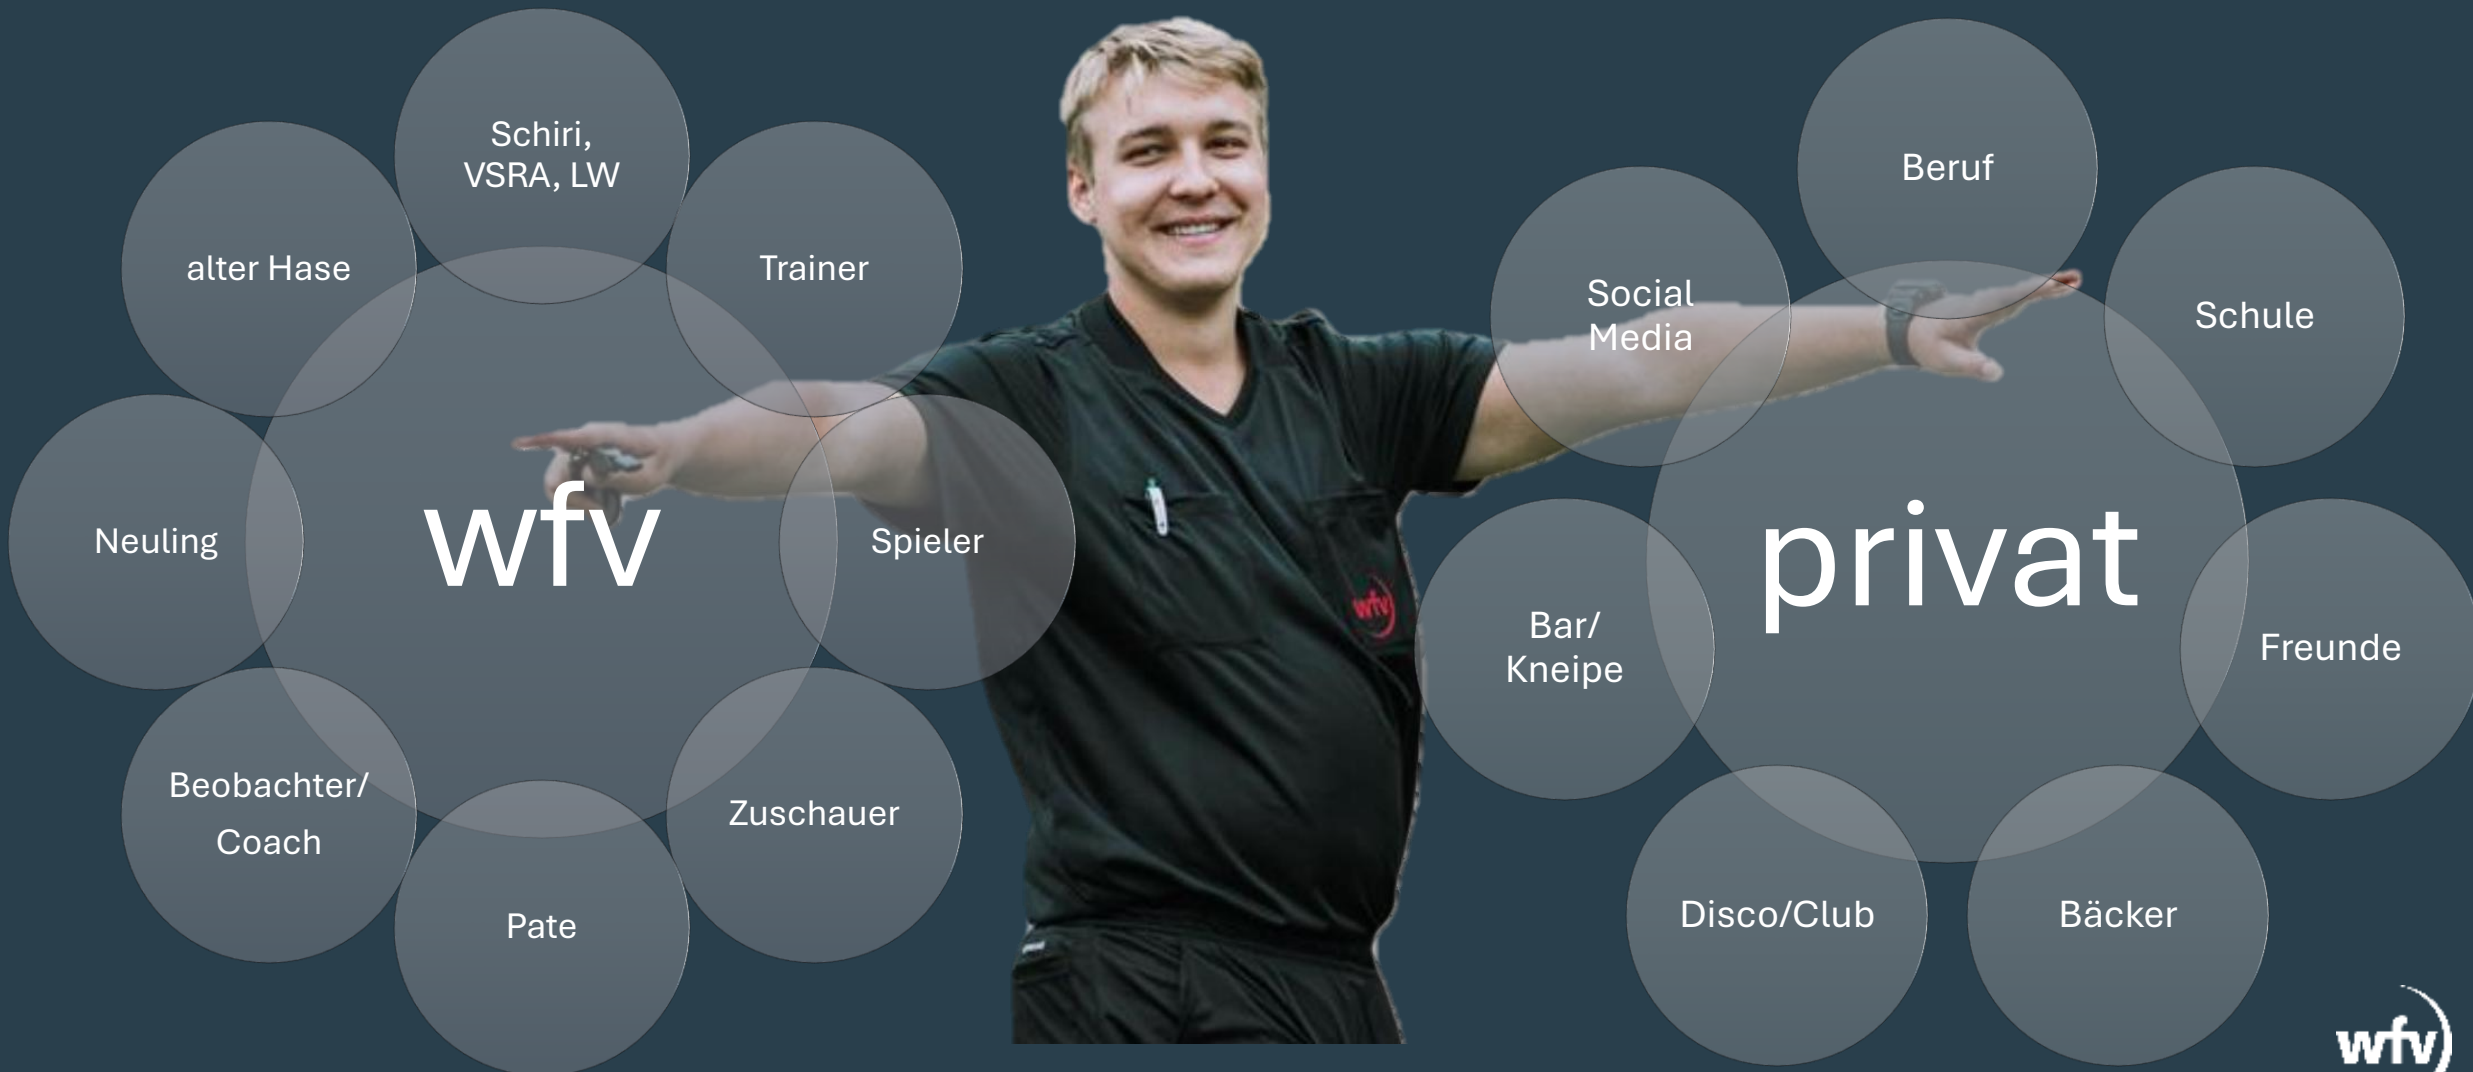 Schiri,
VSRA, LW
alter Hase
Trainer
Neuling
wfv
Spieler
Beobachter/
Coach
Zuschauer
Pate
wfv
Beruf
Social
Media
Schule
privat
Bar/
Kneipe
Freunde
Disco/Club
Bäcker
wfv